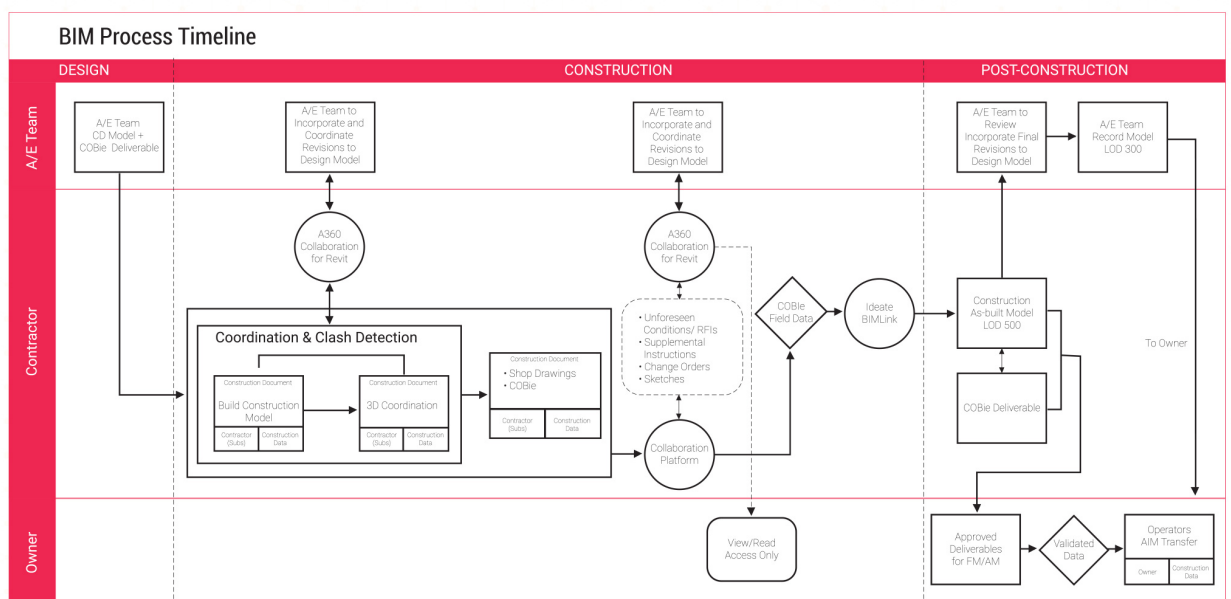 BIM Process Timeline
DESIGN
CONSTRUCTION
POST-CONSTRUCTION
A/E Team
A/E Team
CD Model +
COBie Deliverable
A/E Team to
Incorporate and
Coordinate
Revisions to
Design Model
A/E Team to
Incorporate and
Coordinate
Revisions to
Design Model
A/E Team to
Review
Incorporate Final
Revisions to
Design Model
A/E Team
Record Model
LOD 300
Contractor
A360
Collaboration
for Revit
A360
Collaboration
for Revit
Coordination & Clash Detection
Construction Document
Build Construction
Model
Contractor
(Subs)
Construction
Data
Construction Document
3D Coordination
Contractor
(Subs)
Construction
Data
Construction Document
• Shop Drawings
• COBie
Contractor
(Subs)
Construction
Data
• Unforeseen
Conditions/ RFIs
• Supplemental
Instructions
• Change Orders
• Sketches
Collaboration
Platform
COBIe
Field Data
Ideate
BIMLink
Construction
As-built Model
LOD 500
COBie Deliverable
To Owner
Owner
View/Read
Access Only
Approved
Deliverables
for FM/AM
Validated
Data
Operators
AIM Transfer
Owner
Construction
Data